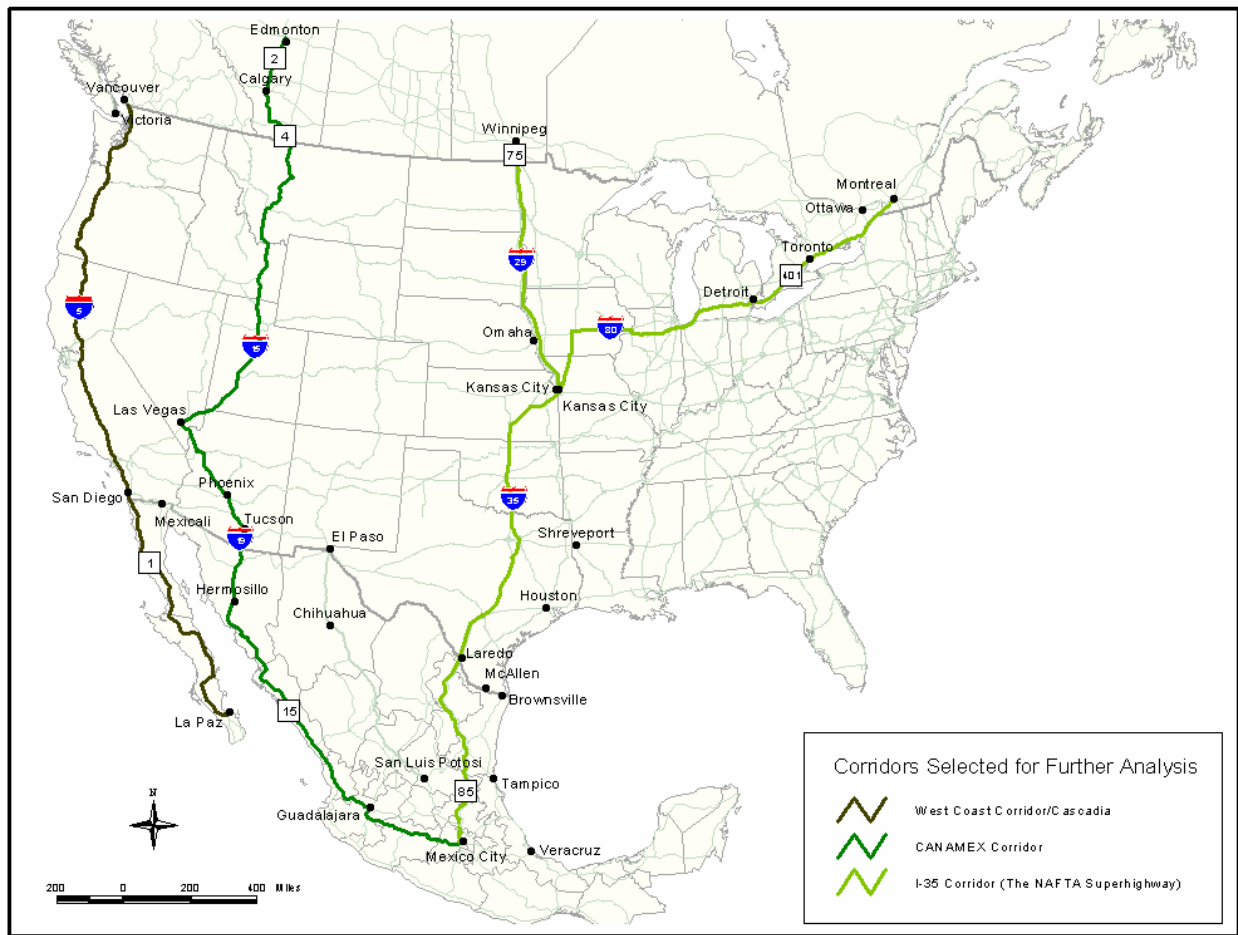 Edmonton
2
Calgary
Vancouver
Victoria
4
Winnipeg
75
Montreal
Ottawa
Toronto
401
Detroit
29
5
80
Omaha
15
Kansas City
Kansas City
Las Vegas
Phoenix
San Diego
35
Mexicali
Tucson
19
El Paso
Shreveport
1
Hermosillo
Houston
Chihuahua
Laredo
McAllen
Brownsville
La Paz
15
San Luis Potosi
Tampico
85
Guadalajara
Mexico City
Veracruz
N
200 0 200 400 Miles
Corridors Selected for Further Analysis
West Coast Corridor/Cascadia
CANAMEX Corridor
I-35 Corridor (The NAFTA Superhighway)